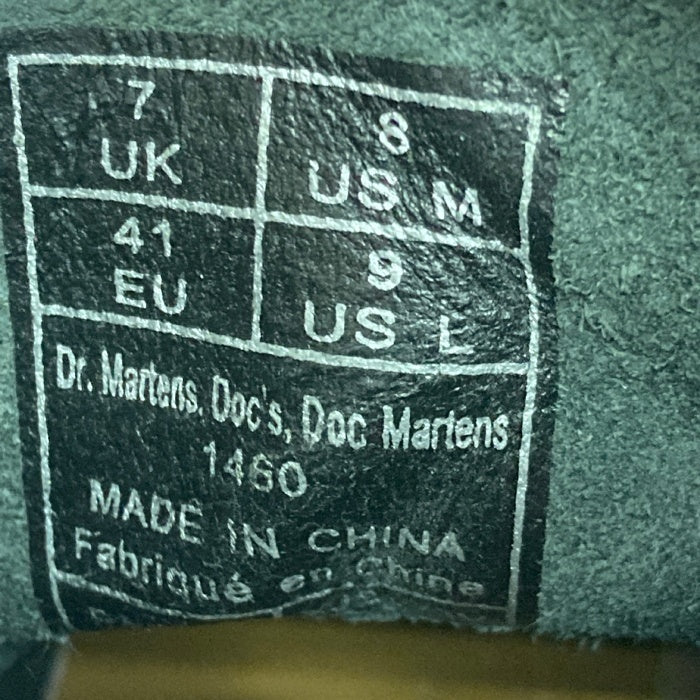 7
UK
8
US M
41
EU
9
US L
Dr. Martens. Doc's, Doc Martens
1460
MADE IN CHINA
Fabriqué en Chine